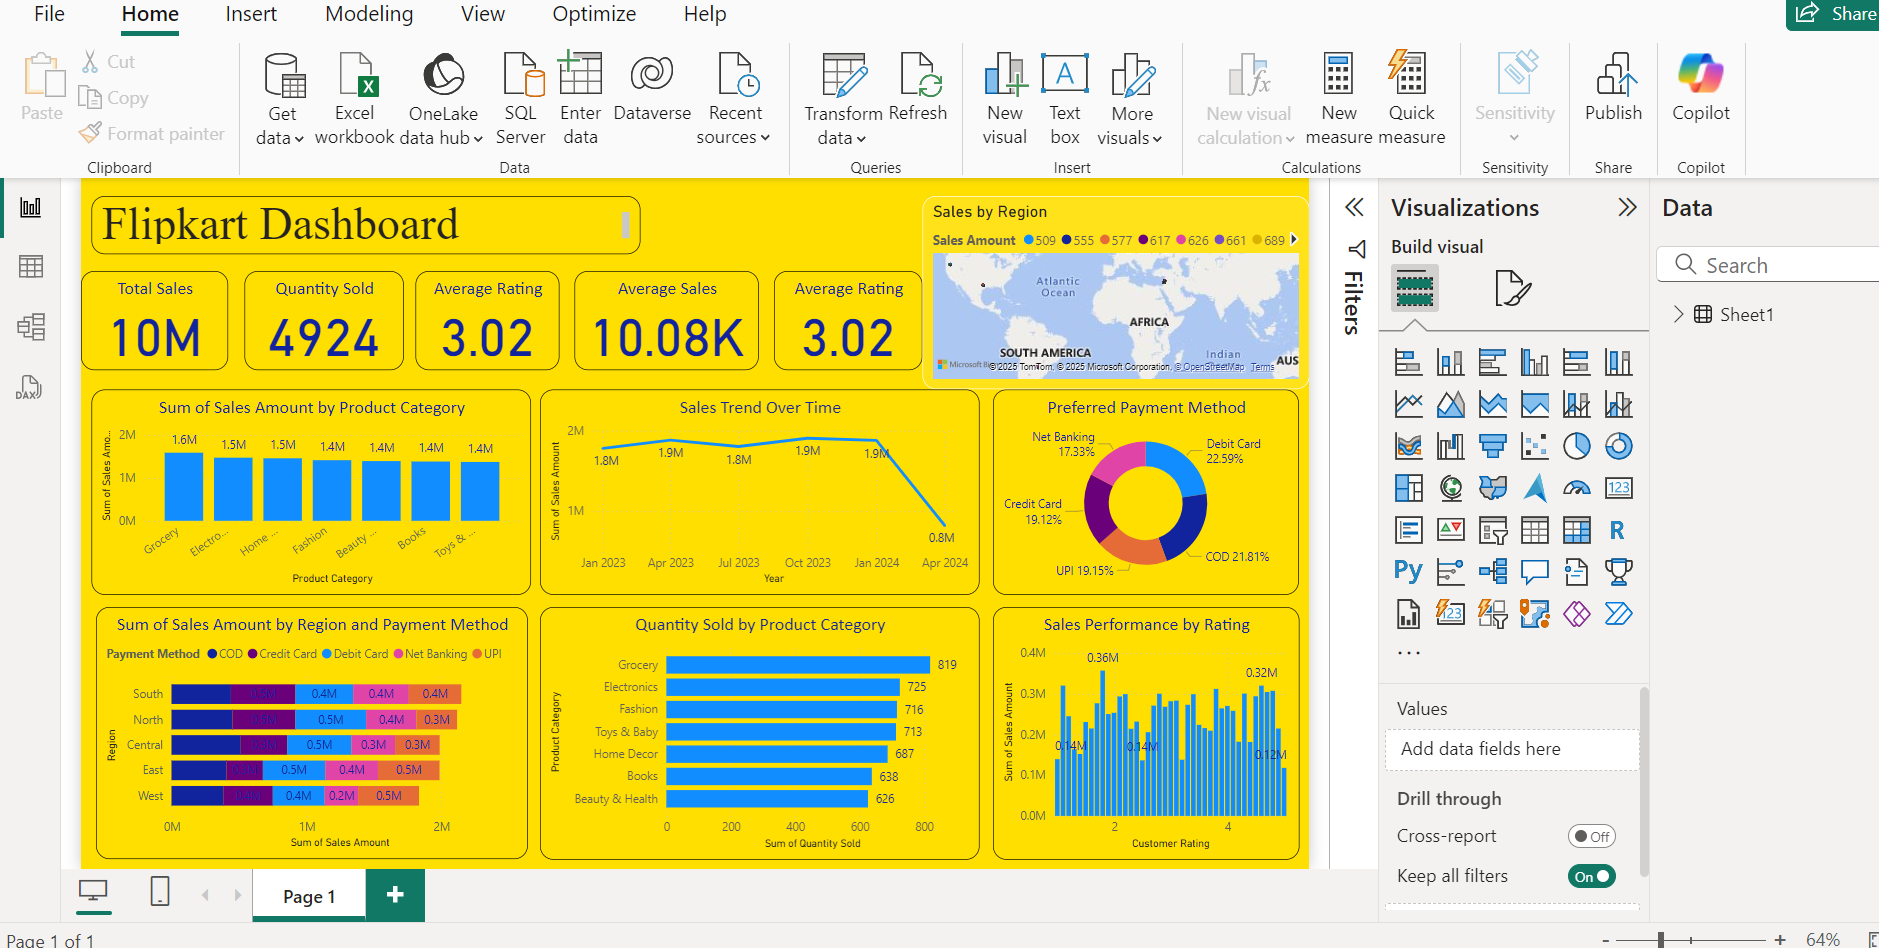 File Home Insert Modeling View Optimize Help
Share
Paste
Cut
Copy
Format painter
Clipboard
Get data
Excel workbook
OneLake data hub
SQL Server
Enter data
Dataverse
Recent sources
Data
Transform data
Refresh
Queries
New visual
Text box
More visuals
Insert
New visual calculation
New measure
Quick measure
Calculations
Sensitivity
Sensitivity
Publish
Share
Copilot
Copilot
Flipkart Dashboard
Total Sales
10M
Quantity Sold
4924
Average Rating
3.02
Average Sales
10.08K
Average Rating
3.02
Sales by Region
Sales Amount 509 555 577 617 626 661 689
Atlantic
Ocean
AFRICA
SOUTH AMERICA
Indian
AUS
© 2025 TomTom, © 2025 Microsoft Corporation, © OpenStreetMap Terms
Sum of Sales Amount by Product Category
Sum of Sales Amo...
2M
1M
0M
1.6M 1.5M 1.5M 1.4M 1.4M 1.4M 1.4M
Grocery Electro... Home ... Fashion Beauty ... Books Toys & ...
Product Category
Sales Trend Over Time
Sum of Sales Amount
2M
1M
1.8M 1.9M 1.8M 1.9M 1.9M 0.8M
Jan 2023 Apr 2023 Jul 2023 Oct 2023 Jan 2024 Apr 2024
Year
Preferred Payment Method
Net Banking
17.33%
Debit Card
22.59%
Credit Card
19.12%
COD 21.81%
UPI 19.15%
Sum of Sales Amount by Region and Payment Method
Payment Method COD Credit Card Debit Card Net Banking UPI
Region
South 0.4M 0.4M 0.4M
North 0.5M 0.4M 0.3M
Central 0.5M 0.3M 0.3M
East 0.5M 0.4M 0.5M
West 0.4M 0.2M 0.5M
0M 1M 2M
Sum of Sales Amount
Quantity Sold by Product Category
Product Category
Grocery 819
Electronics 725
Fashion 716
Toys & Baby 713
Home Decor 687
Books 638
Beauty & Health 626
0 200 400 600 800
Sum of Quantity Sold
Sales Performance by Rating
Sum of Sales Amount
0.4M
0.3M
0.2M
0.1M
0.0M
0.36M
0.32M
0.14M
0.14M
0.12M
2 4
Customer Rating
Filters
Visualizations
Build visual
123
R
Py
123
...
Values
Add data fields here
Drill through
Cross-report
Off
Keep all filters
On
Data
Search
Sheet1
DAX
Page 1
+
Page 1 of 1
- + 64%